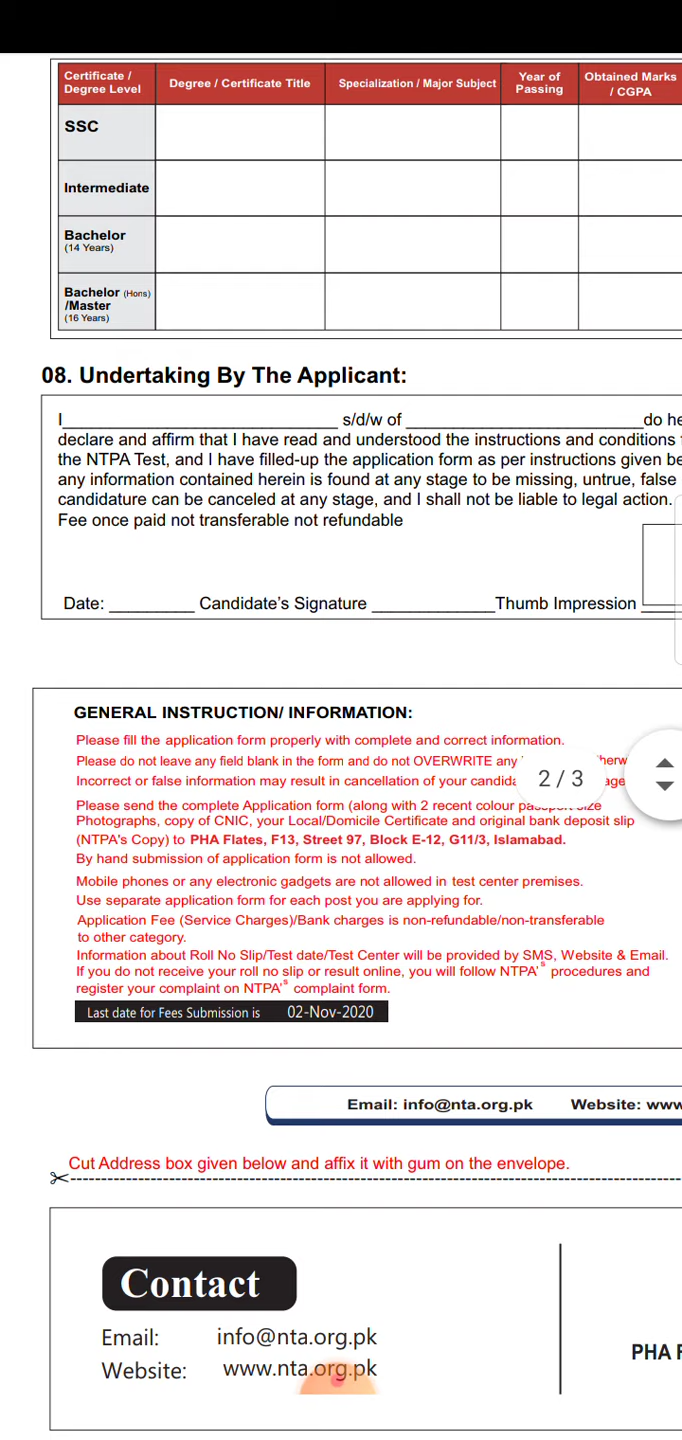 Certificate / Degree Level
Degree / Certificate Title
Specialization / Major Subject
Year of Passing
Obtained Marks / CGPA
SSC
Intermediate
Bachelor
(14 Years)
Bachelor (Hons)
/Master
(16 Years)
08. Undertaking By The Applicant:
I____________________________ s/d/w of ________________________do he
declare and affirm that I have read and understood the instructions and conditions
the NTPA Test, and I have filled-up the application form as per instructions given be
any information contained herein is found at any stage to be missing, untrue, false
candidature can be canceled at any stage, and I shall not be liable to legal action.
Fee once paid not transferable not refundable
Date: _________ Candidate's Signature _____________Thumb Impression ____
GENERAL INSTRUCTION/ INFORMATION:
Please fill the application form properly with complete and correct information.
Please do not leave any field blank in the form and do not OVERWRITE any
Incorrect or false information may result in cancellation of your candida
2 / 3
Please send the complete Application form (along with 2 recent colour passport size
Photographs, copy of CNIC, your Local/Domicile Certificate and original bank deposit slip
(NTPA's Copy) to PHA Flates, F13, Street 97, Block E-12, G11/3, Islamabad.
By hand submission of application form is not allowed.
Mobile phones or any electronic gadgets are not allowed in test center premises.
Use separate application form for each post you are applying for.
Application Fee (Service Charges)/Bank charges is non-refundable/non-transferable
to other category.
Information about Roll No Slip/Test date/Test Center will be provided by SMS, Website & Email.
If you do not receive your roll no slip or result online, you will follow NTPA's procedures and
register your complaint on NTPA's complaint form.
Last date for Fees Submission is 02-Nov-2020
Email: info@nta.org.pk Website: www
Cut Address box given below and affix it with gum on the envelope.
Contact
Email: info@nta.org.pk
Website: www.nta.org.pk
PHA F